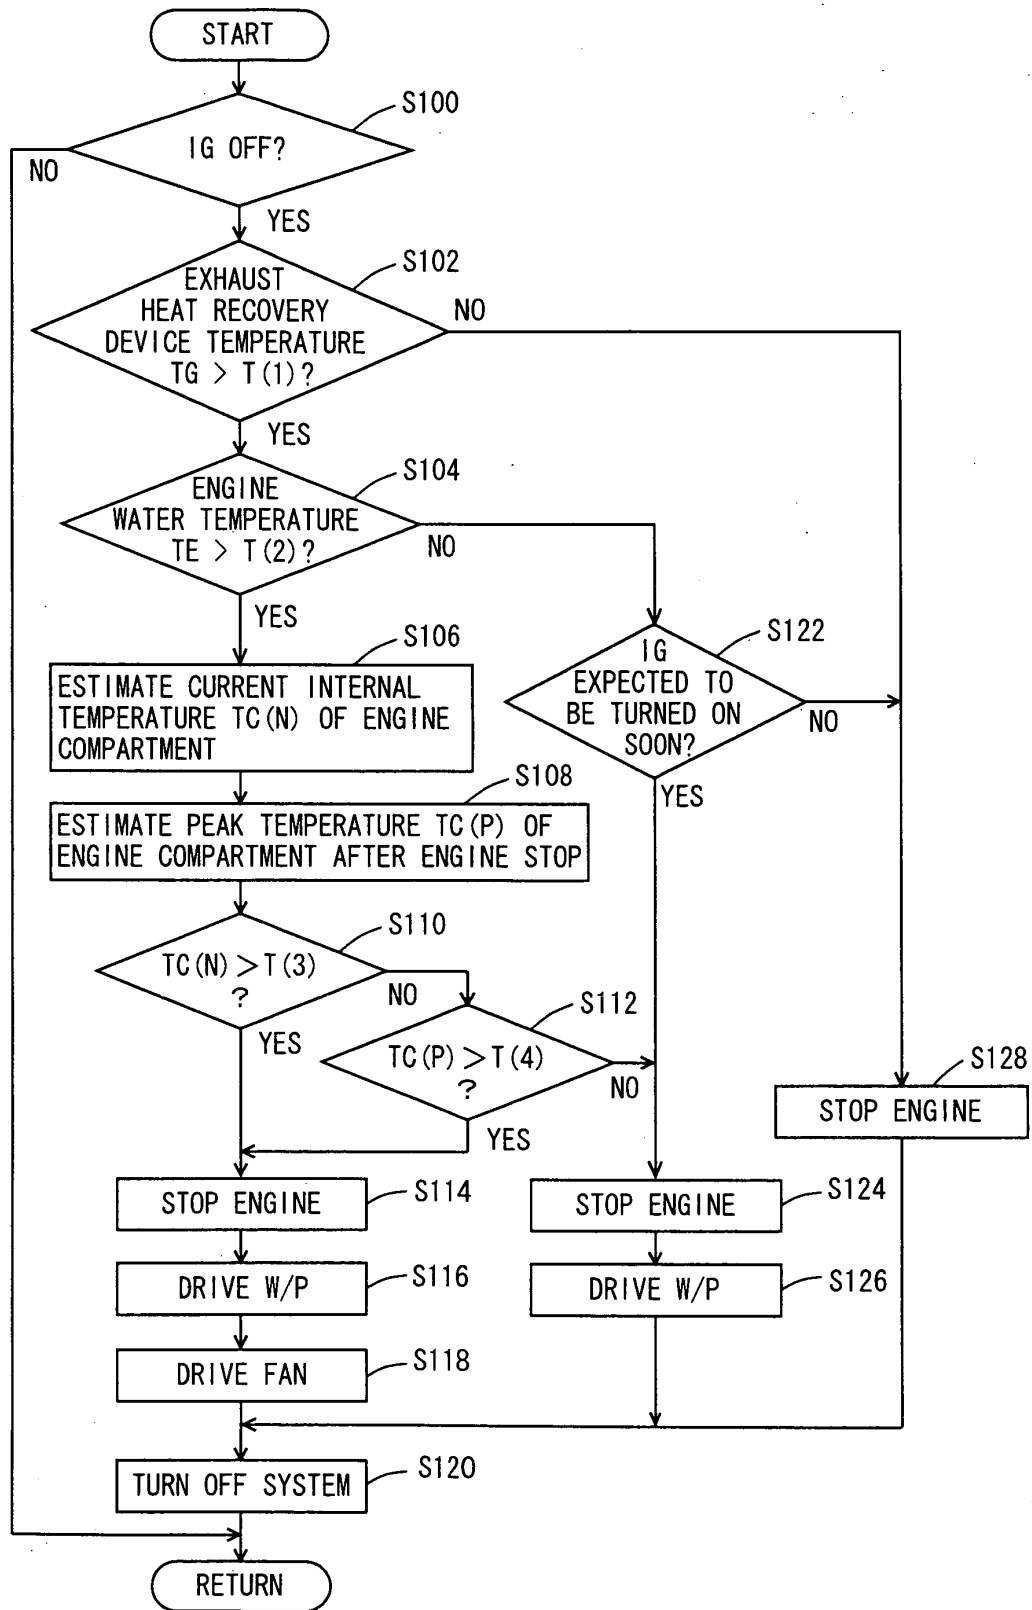 START
S100
IG OFF?
NO
YES
S102
EXHAUST
HEAT RECOVERY
DEVICE TEMPERATURE
TG > T(1)?
NO
YES
S104
ENGINE
WATER TEMPERATURE
TE > T(2)?
NO
YES
S106
ESTIMATE CURRENT INTERNAL
TEMPERATURE TC(N) OF ENGINE
COMPARTMENT
S122
IG
EXPECTED TO
BE TURNED ON
SOON?
NO
YES
S108
ESTIMATE PEAK TEMPERATURE TC(P) OF
ENGINE COMPARTMENT AFTER ENGINE STOP
S110
TC(N) > T(3)
?
NO
YES
S112
TC(P) > T(4)
?
NO
YES
S128
STOP ENGINE
STOP ENGINE
S114
STOP ENGINE
S124
DRIVE W/P
S116
DRIVE W/P
S126
DRIVE FAN
S118
TURN OFF SYSTEM
S120
RETURN